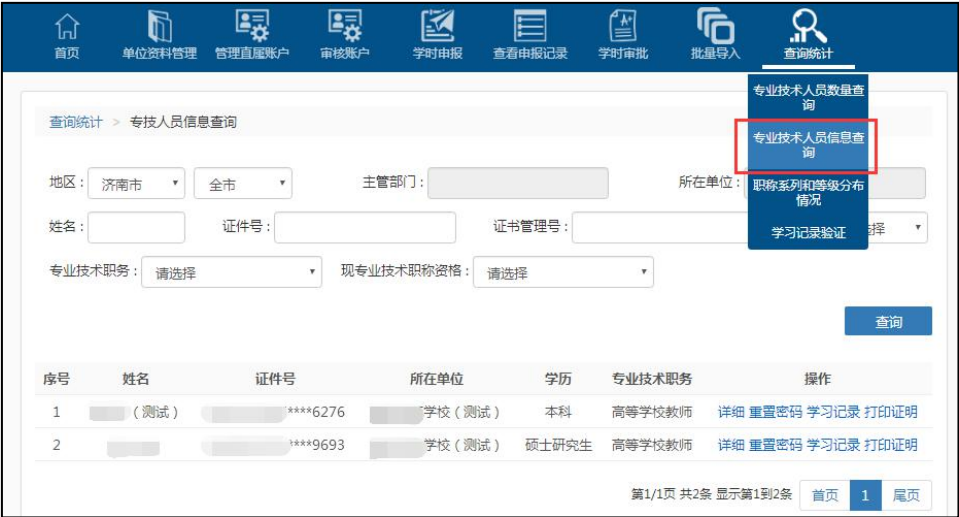 首页 单位资料管理 管理直属账户 审核账户 学时申报 查看申报记录 学时审批 批量导入 查询统计
专业技术人员数量查
询
查询统计 > 专技人员信息查询
专业技术人员信息查
询
地区： 济南市 全市 主管部门： 所在单位：
职称系列和等级分布
情况
姓名： 证件号： 证书管理号： 择
学习记录验证
专业技术职务： 请选择 现专业技术职称资格： 请选择
查询
序号 姓名 证件号 所在单位 学历 专业技术职务 操作
1 （测试） ****6276 学校（测试） 本科 高等学校教师 详细 重置密码 学习记录 打印证明
2 ****9693 学校（测试） 硕士研究生 高等学校教师 详细 重置密码 学习记录 打印证明
第1/1页 共2条 显示第1到2条 首页 1 尾页